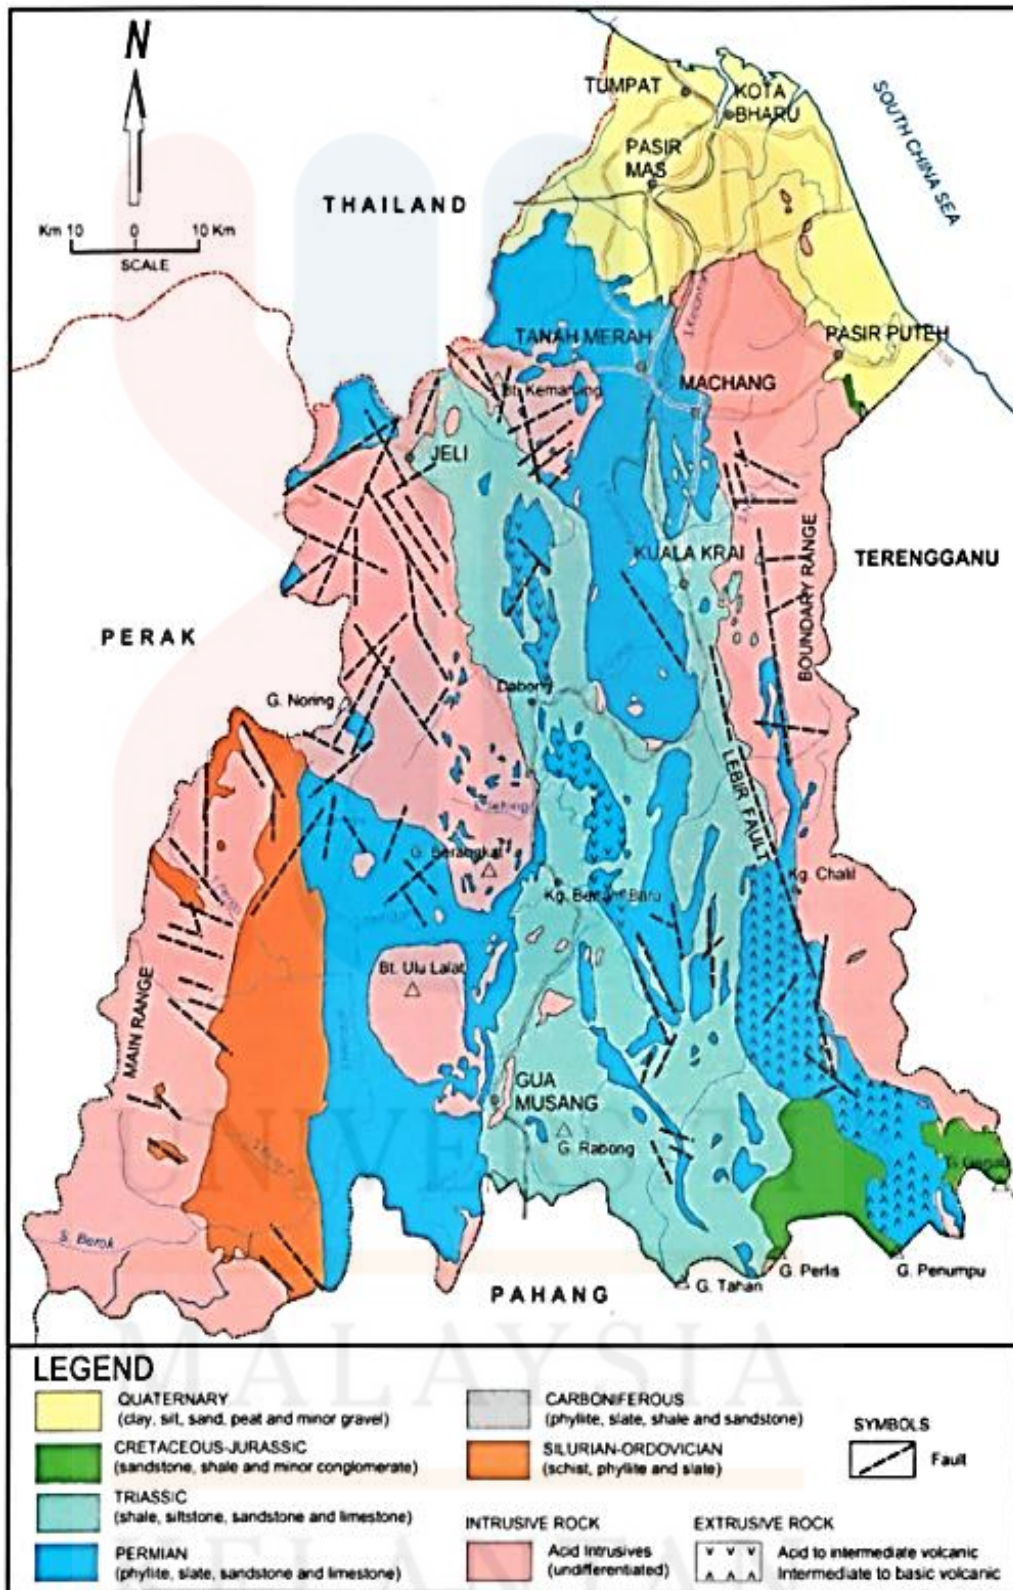 N
Km 10 0 10 Km
SCALE
THAILAND
TUMPAT
KOTA
BHARU
PASIR
MAS
SOUTH CHINA SEA
TANAH MERAH
PASIR PUTEH
MACHANG
Bt. Kemahang
JELI
KUALA KRAI
BOUNDARY RANGE
TERENGGANU
PERAK
G. Noring
Dabong
LEBIR FAULT
G. Berangkat
Kg. Chalil
Bt. Ulu Lalat
MAIN RANGE
GUA
MUSANG
G. Rabong
S. Berok
G. Perlis
G. Penumpu
G. Tahan
PAHANG
UNIVERSITI
MALAYSIA
KELANTAN
LEGEND
QUATERNARY
(clay, silt, sand, peat and minor gravel)
CRETACEOUS-JURASSIC
(sandstone, shale and minor conglomerate)
TRIASSIC
(shale, siltstone, sandstone and limestone)
PERMIAN
(phyllite, slate, sandstone and limestone)
CARBONIFEROUS
(phyllite, slate, shale and sandstone)
SILURIAN-ORDOVICIAN
(schist, phyllite and slate)
SYMBOLS
Fault
INTRUSIVE ROCK
Acid Intrusives
(undifferentiated)
EXTRUSIVE ROCK
Acid to intermediate volcanic
Intermediate to basic volcanic